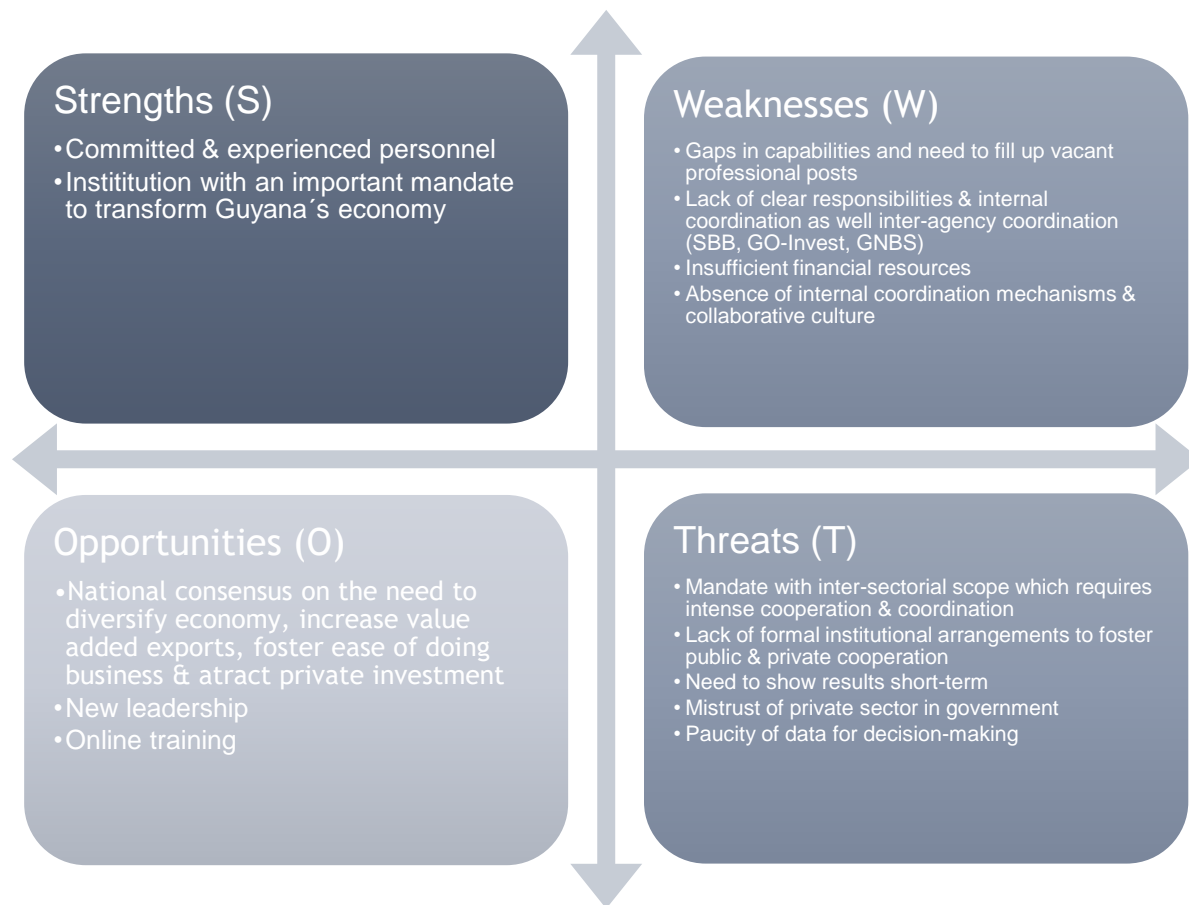 Strengths (S)
•Committed & experienced personnel
•Instititution with an important mandate
to transform Guyana´s economy
Weaknesses (W)
• Gaps in capabilities and need to fill up vacant
professional posts
• Lack of clear responsibilities & internal
coordination as well inter-agency coordination
(SBB, GO-Invest, GNBS)
• Insufficient financial resources
• Absence of internal coordination mechanisms &
collaborative culture
Opportunities (O)
•National consensus on the need to
diversify economy, increase value
added exports, foster ease of doing
business & atract private investment
•New leadership
•Online training
Threats (T)
• Mandate with inter-sectorial scope which requires
intense cooperation & coordination
• Lack of formal institutional arrangements to foster
public & private cooperation
• Need to show results short-term
• Mistrust of private sector in government
• Paucity of data for decision-making